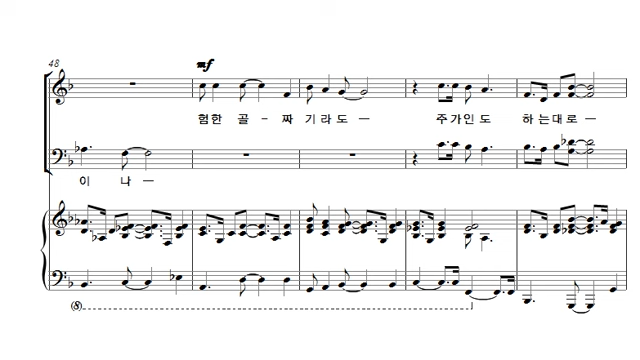 48
mf
험한 골 - 짜 기라도 — 주가인도 하는대로 —
이 나 —
(8)